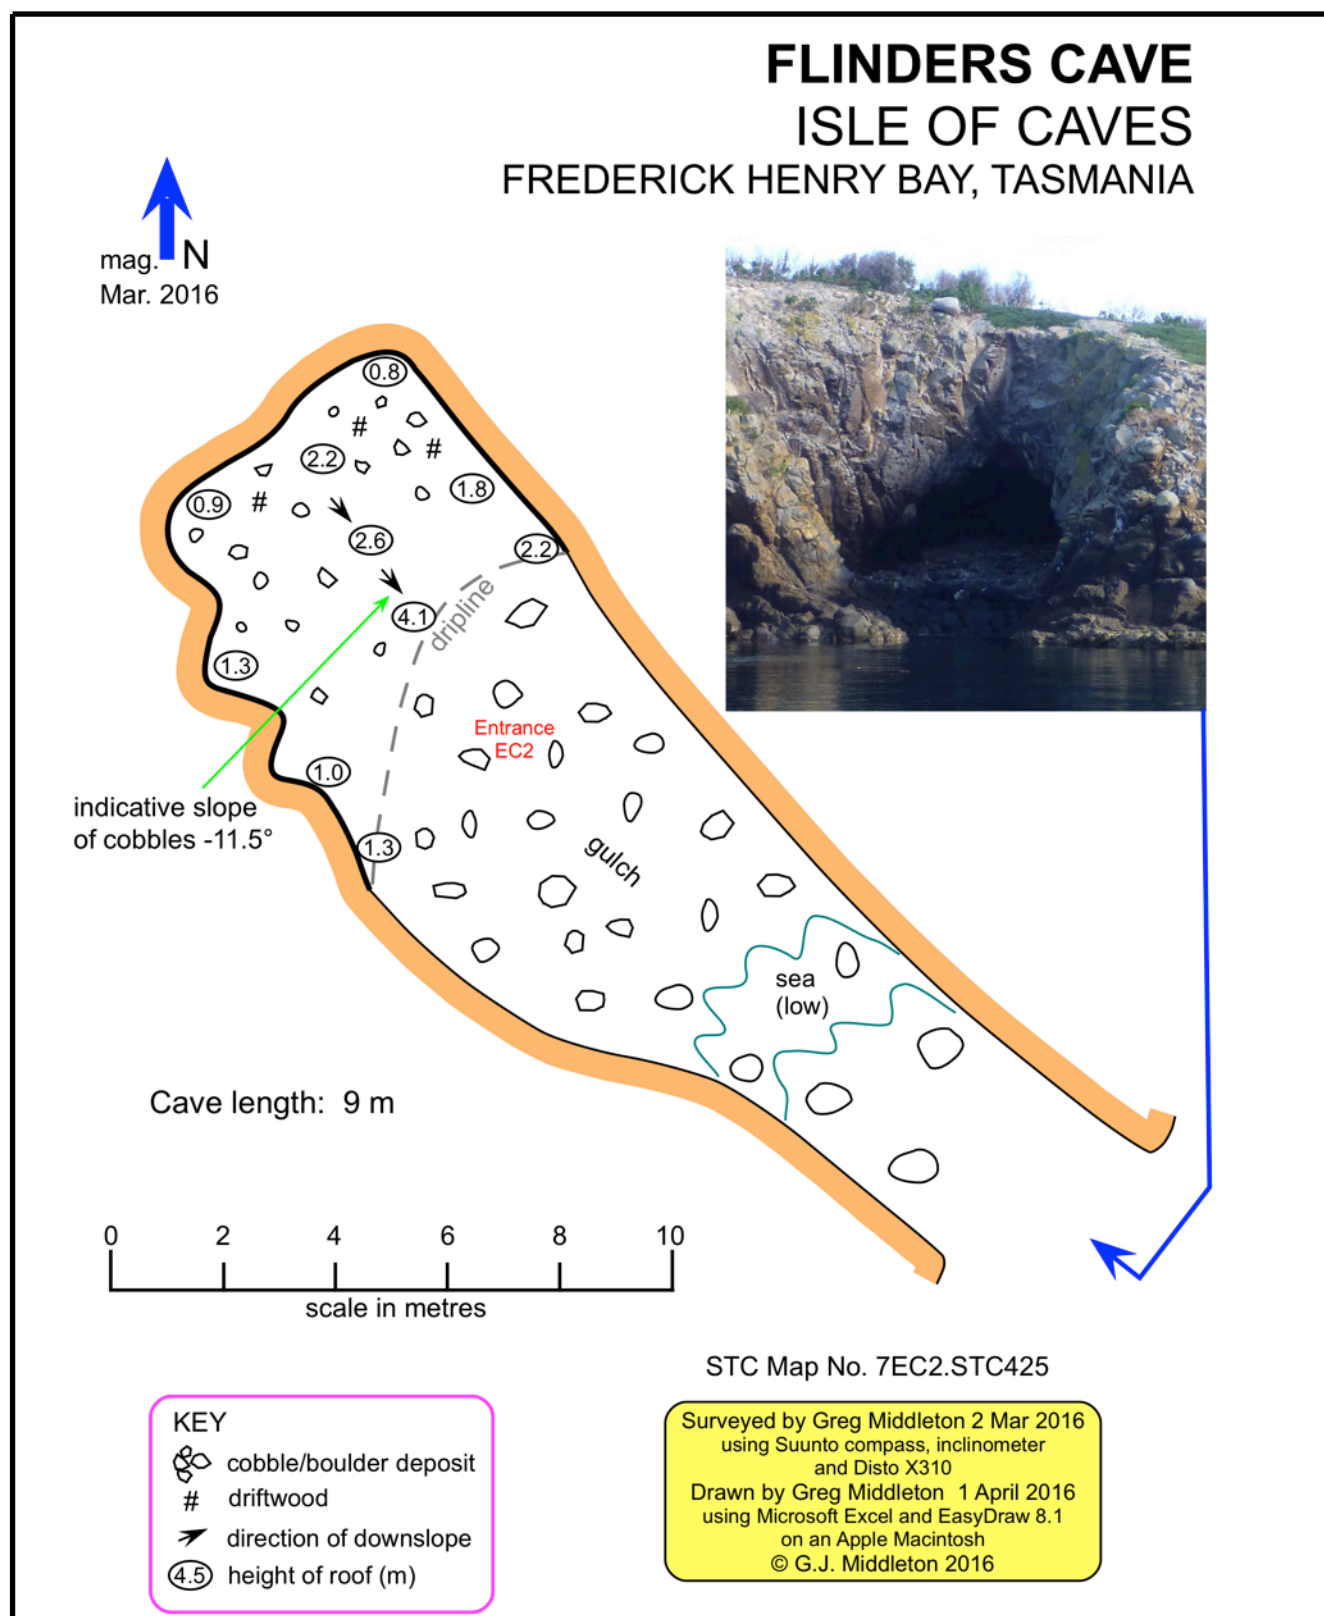 FLINDERS CAVE
ISLE OF CAVES
FREDERICK HENRY BAY, TASMANIA
mag. N
Mar. 2016
0.8
#
#
2.2
1.8
0.9
#
2.6
2.2
4.1
dripline
1.3
Entrance
EC2
1.0
indicative slope
of cobbles -11.5°
1.3
gulch
sea
(low)
Cave length: 9 m
0 2 4 6 8 10
scale in metres
STC Map No. 7EC2.STC425
KEY
cobble/boulder deposit
# driftwood
direction of downslope
4.5 height of roof (m)
Surveyed by Greg Middleton 2 Mar 2016
using Suunto compass, inclinometer
and Disto X310
Drawn by Greg Middleton 1 April 2016
using Microsoft Excel and EasyDraw 8.1
on an Apple Macintosh
© G.J. Middleton 2016